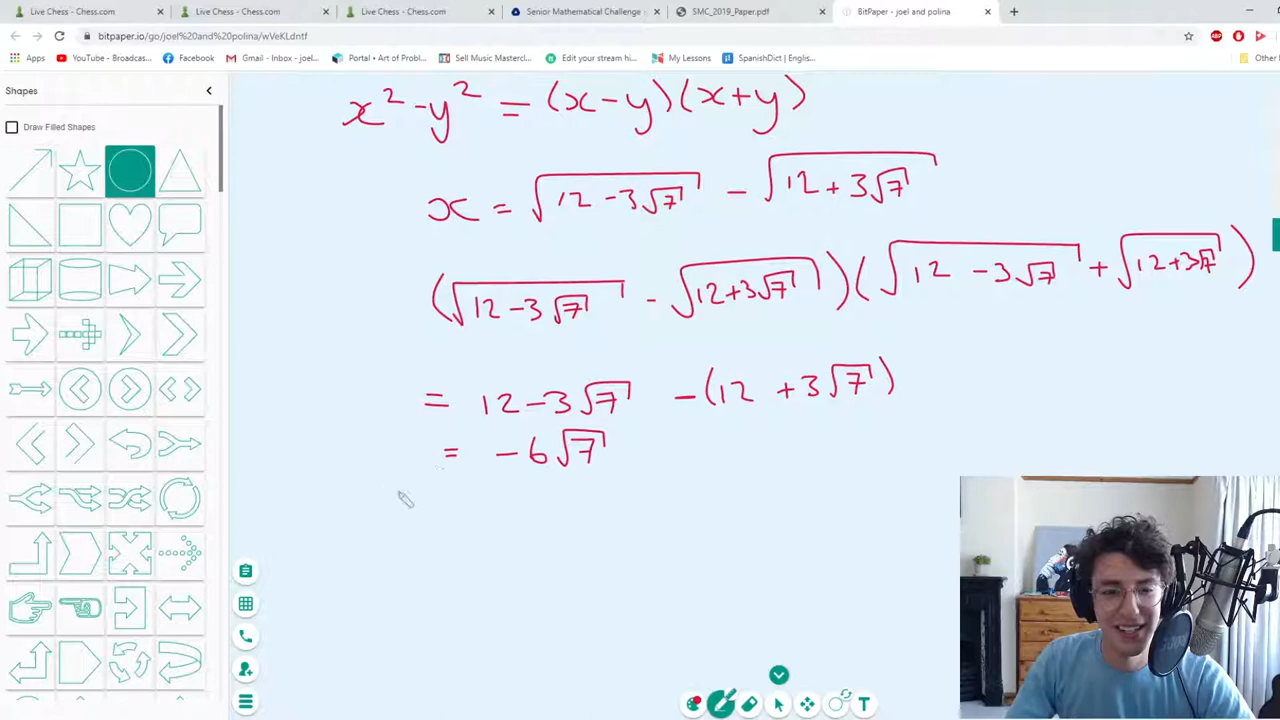 Live Chess - Chess.com
Live Chess - Chess.com
Live Chess - Chess.com
Senior Mathematical Challenge
SMC_2019_Paper.pdf
BitPaper - joel and polina
bitpaper.io/go/joel%20and%20polina/wVeKLdntf
Apps
YouTube - Broadcas...
Facebook
Gmail - Inbox - joel...
Portal • Art of Probl...
Sell Music Mastercl...
Edit your stream hi...
My Lessons
SpanishDict | Englis...
Other
Shapes
Draw Filled Shapes
x² - y² = (x - y)(x + y)
x = √(12 - 3√7) - √(12 + 3√7)
(√(12 - 3√7) - √(12 + 3√7))(√(12 - 3√7) + √(12 + 3√7))
= 12 - 3√7 - (12 + 3√7)
= -6√7
T